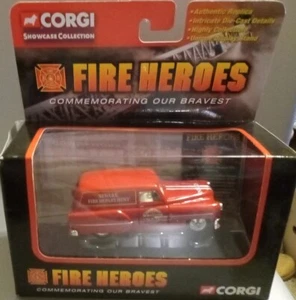 CORGI
SHOWCASE COLLECTION
• Authentic Replica
• Intricate Die-Cast Details
• Highly
FIRE HEROES
COMMEMORATING OUR BRAVEST
FIRE HEROES
COMMEMORATING OUR BRAVEST
CORGI